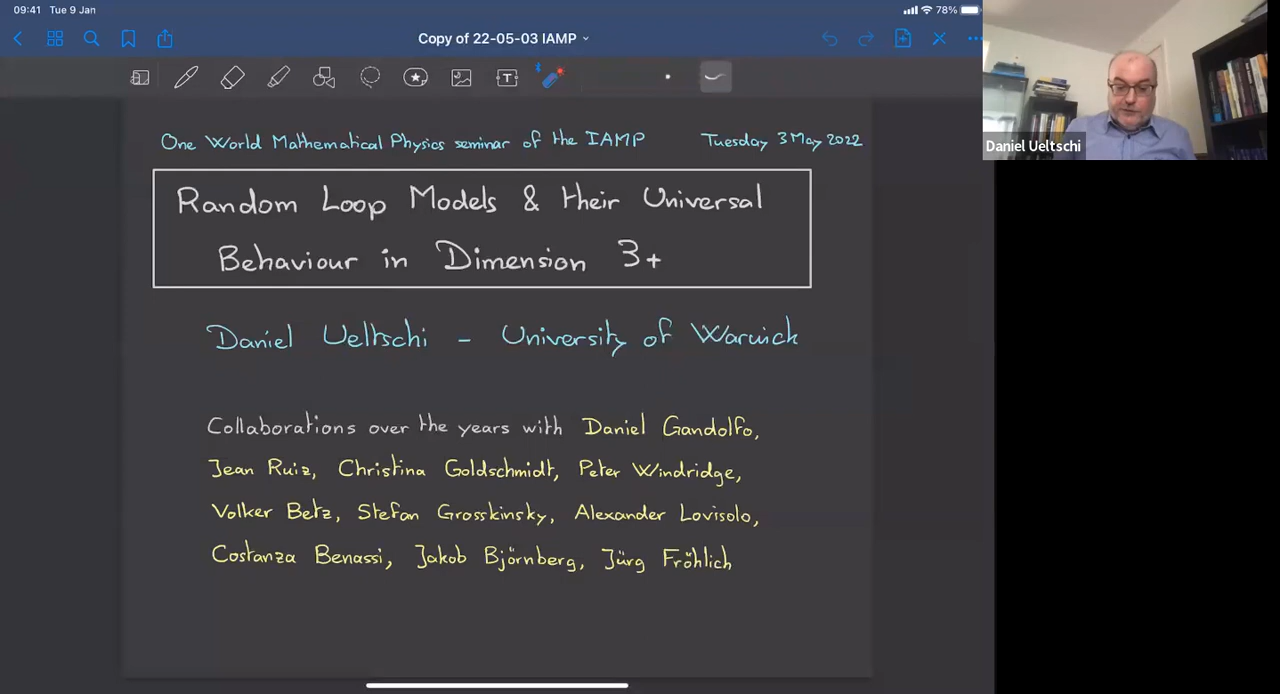 09:41 Tue 9 Jan
78%
Copy of 22-05-03 IAMP
T
Daniel Ueltschi
One World Mathematical Physics seminar of the IAMP Tuesday 3 May 2022
Random Loop Models & their Universal
Behaviour in Dimension 3+
Daniel Ueltschi - University of Warwick
Collaborations over the years with Daniel Gandolfo,
Jean Ruiz, Christina Goldschmidt, Peter Windridge,
Volker Betz, Stefan Grosskinsky, Alexander Lovisolo,
Costanza Benassi, Jakob Björnberg, Jürg Fröhlich